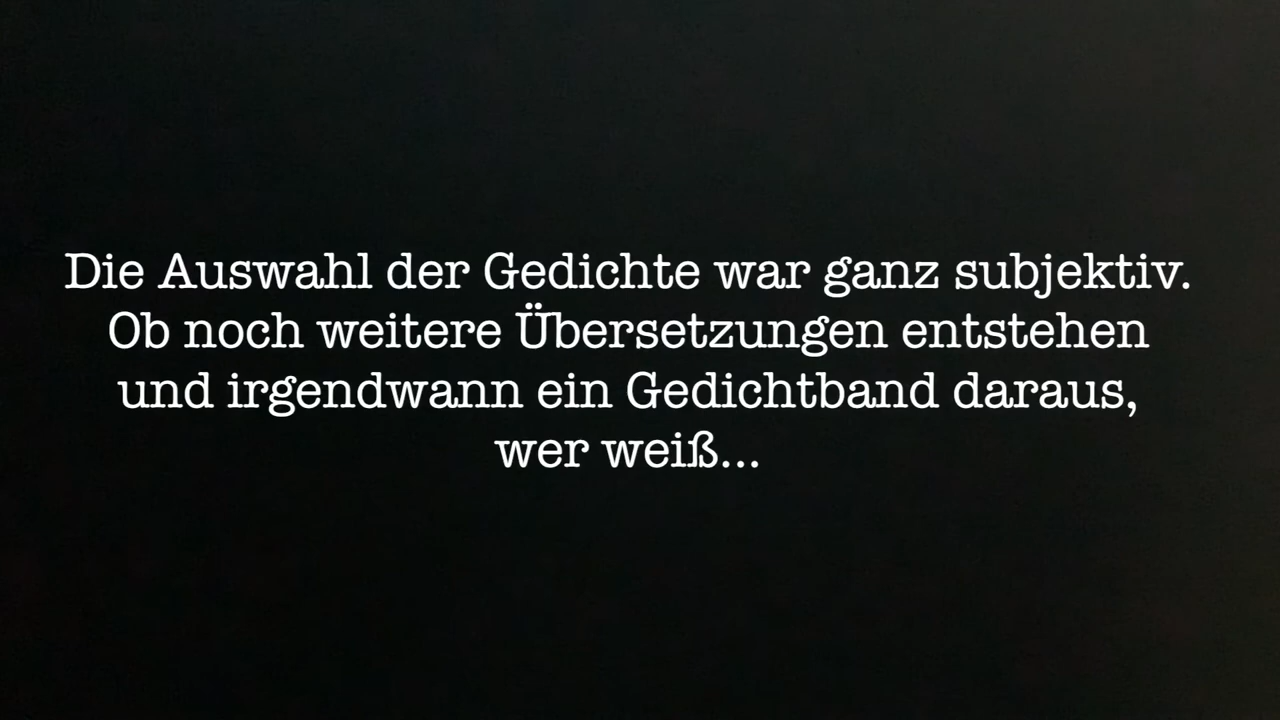 Die Auswahl der Gedichte war ganz subjektiv.
Ob noch weitere Übersetzungen entstehen
und irgendwann ein Gedichtband daraus,
wer weiß...